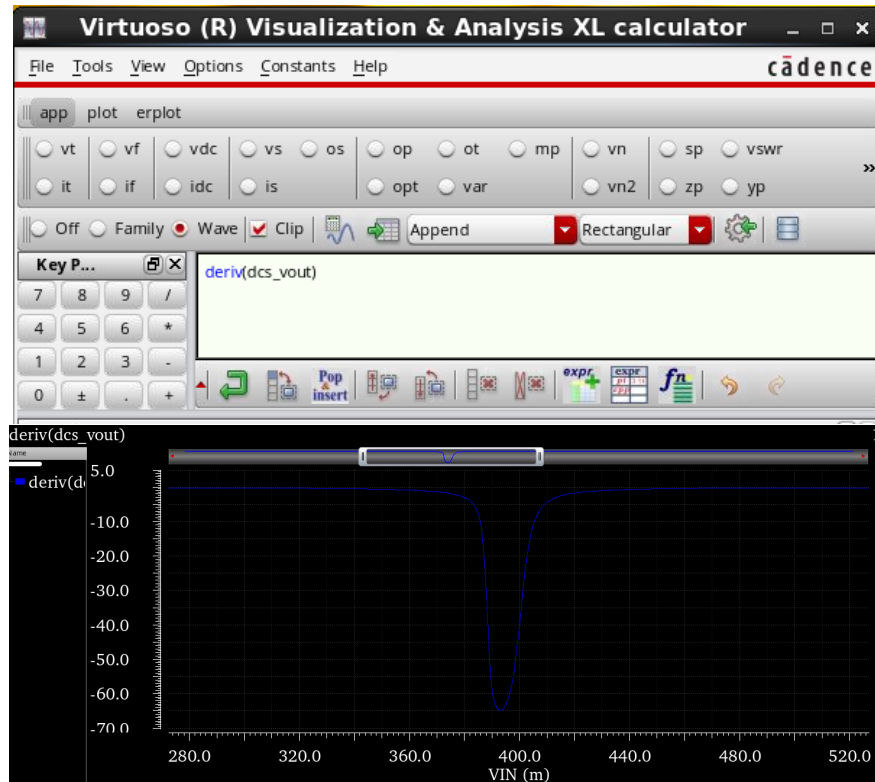 Virtuoso (R) Visualization & Analysis XL calculator
File Tools View Options Constants Help
cādence
app plot erplot
vt vf vdc vs os op ot mp vn sp vswr
it if idc is opt var vn2 zp yp
Off Family Wave Clip Append Rectangular
Key P...
deriv(dcs_vout)
7 8 9 /
4 5 6 *
1 2 3 -
0 ± . +
Pop & insert
expr
expr
fn
deriv(dcs_vout)
Name
deriv(d
5.0
-10.0
-20.0
-30.0
-40.0
-50.0
-60.0
-70.0
280.0 320.0 360.0 400.0 440.0 480.0 520.0
VIN (m)